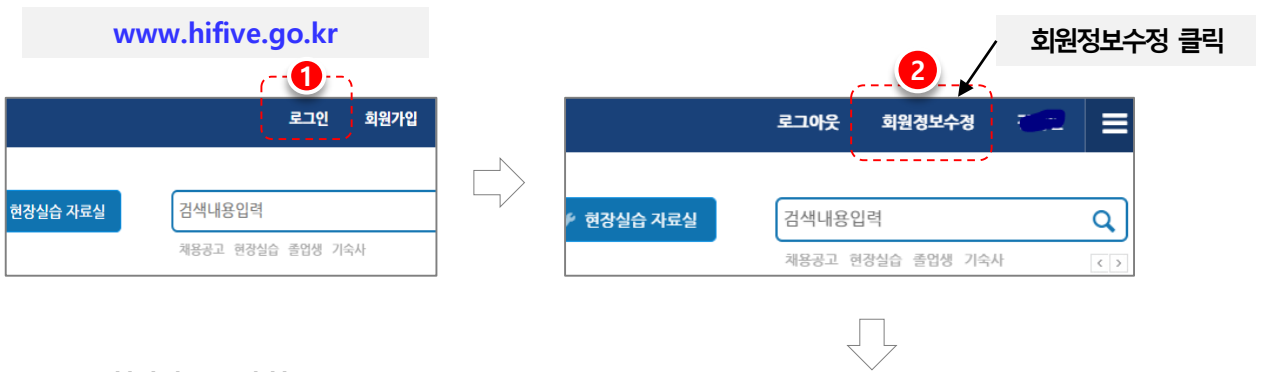 www.hifive.go.kr
1
로그인 회원가입
현장실습 자료실
검색내용입력
채용공고 현장실습 졸업생 기숙사
회원정보수정 클릭
2
로그아웃 회원정보수정
현장실습 자료실
검색내용입력
채용공고 현장실습 졸업생 기숙사